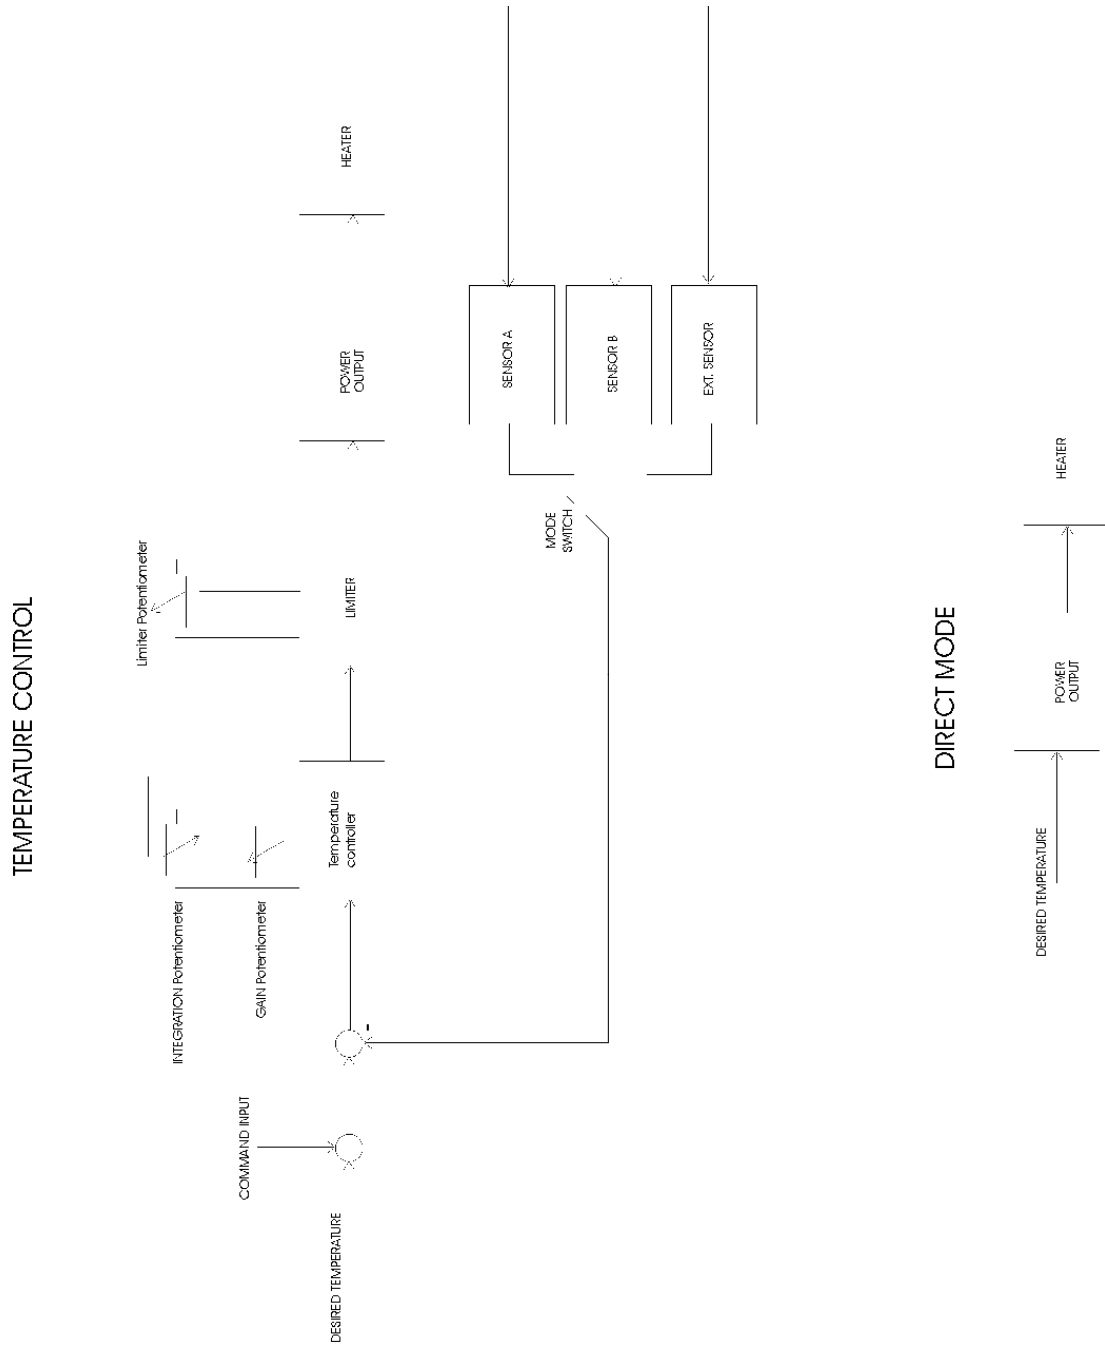 TEMPERATURE CONTROL
INTEGRATION Potentiometer
GAIN Potentiometer
Limiter Potentiometer
COMMAND INPUT
DESIRED TEMPERATURE
-
Temperature
controller
LIMITER
POWER
OUTPUT
HEATER
MODE
SWITCH
SENSOR A
SENSOR B
EXT. SENSOR
DIRECT MODE
DESIRED TEMPERATURE
POWER
OUTPUT
HEATER